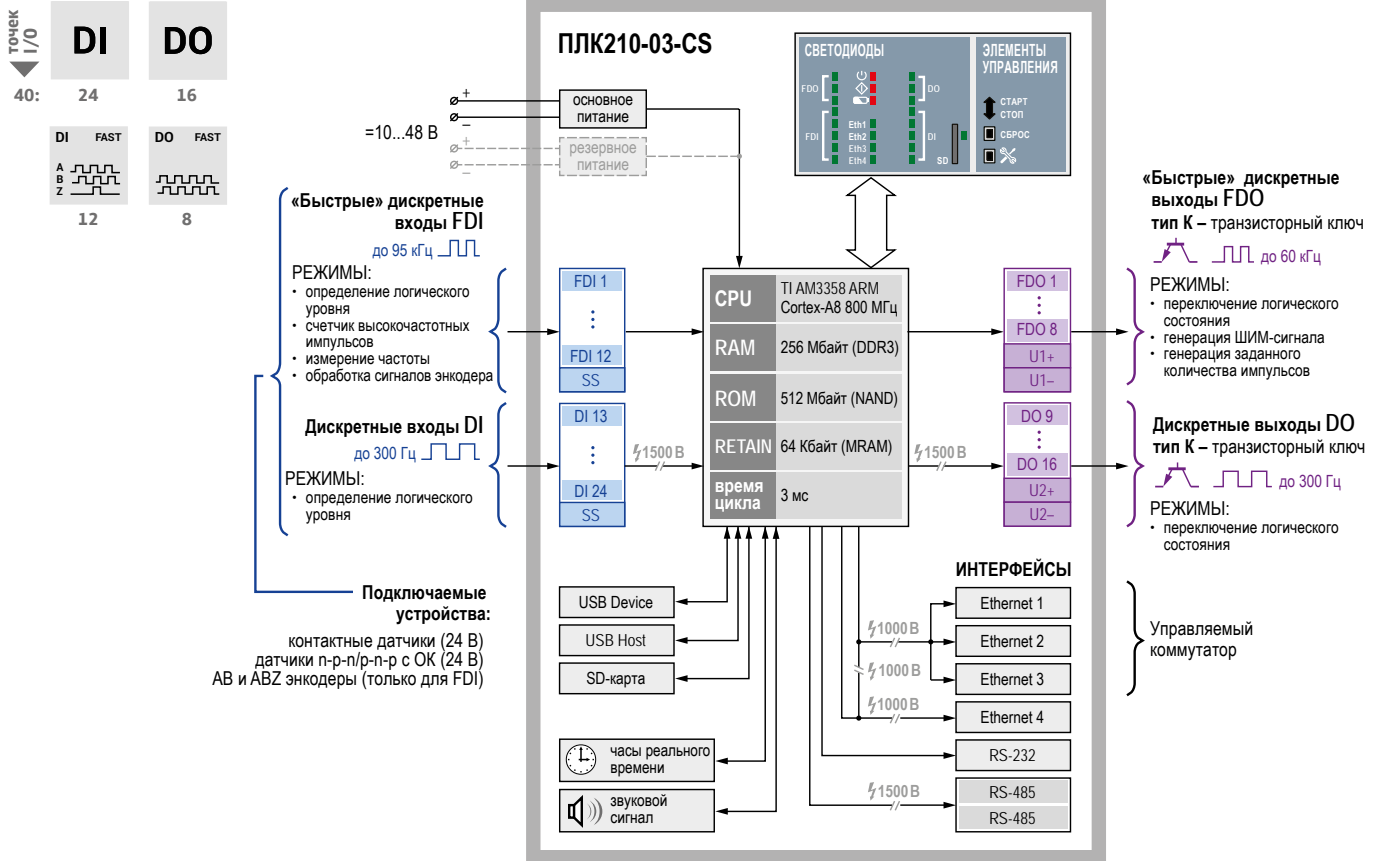 точек
I/O
DI
DO
40:
24
16
DI FAST
DO FAST
A
B
Z
12
8
ПЛК210-03-CS
=10...48 В
+
–
+
–
основное
питание
резервное
питание
СВЕТОДИОДЫ
FDO
DO
FDI
DI
Eth1
Eth2
Eth3
Eth4
SD
ЭЛЕМЕНТЫ
УПРАВЛЕНИЯ
СТАРТ
СТОП
СБРОС
«Быстрые» дискретные
входы FDI
до 95 кГц
РЕЖИМЫ:
• определение логического
уровня
• счетчик высокочастотных
импульсов
• измерение частоты
• обработка сигналов энкодера
Дискретные входы DI
до 300 Гц
РЕЖИМЫ:
• определение логического
уровня
Подключаемые
устройства:
контактные датчики (24 В)
датчики n-p-n/p-n-p с ОК (24 В)
AB и ABZ энкодеры (только для FDI)
FDI 1
FDI 12
SS
DI 13
DI 24
SS
1500 В
CPU
TI AM3358 ARM
Cortex-A8 800 МГц
RAM
256 Мбайт (DDR3)
ROM
512 Мбайт (NAND)
RETAIN
64 Кбайт (MRAM)
время
цикла
3 мс
1500 В
FDO 1
FDO 8
U1+
U1–
DO 9
DO 16
U2+
U2–
«Быстрые» дискретные
выходы FDO
тип К – транзисторный ключ
до 60 кГц
РЕЖИМЫ:
• переключение логического
состояния
• генерация ШИМ-сигнала
• генерация заданного
количества импульсов
Дискретные выходы DO
тип К – транзисторный ключ
до 300 Гц
РЕЖИМЫ:
• переключение логического
состояния
USB Device
USB Host
SD-карта
часы реального
времени
звуковой
сигнал
ИНТЕРФЕЙСЫ
1000 В
1000 В
1000 В
1500 В
Ethernet 1
Ethernet 2
Ethernet 3
Ethernet 4
RS-232
RS-485
RS-485
Управляемый
коммутатор